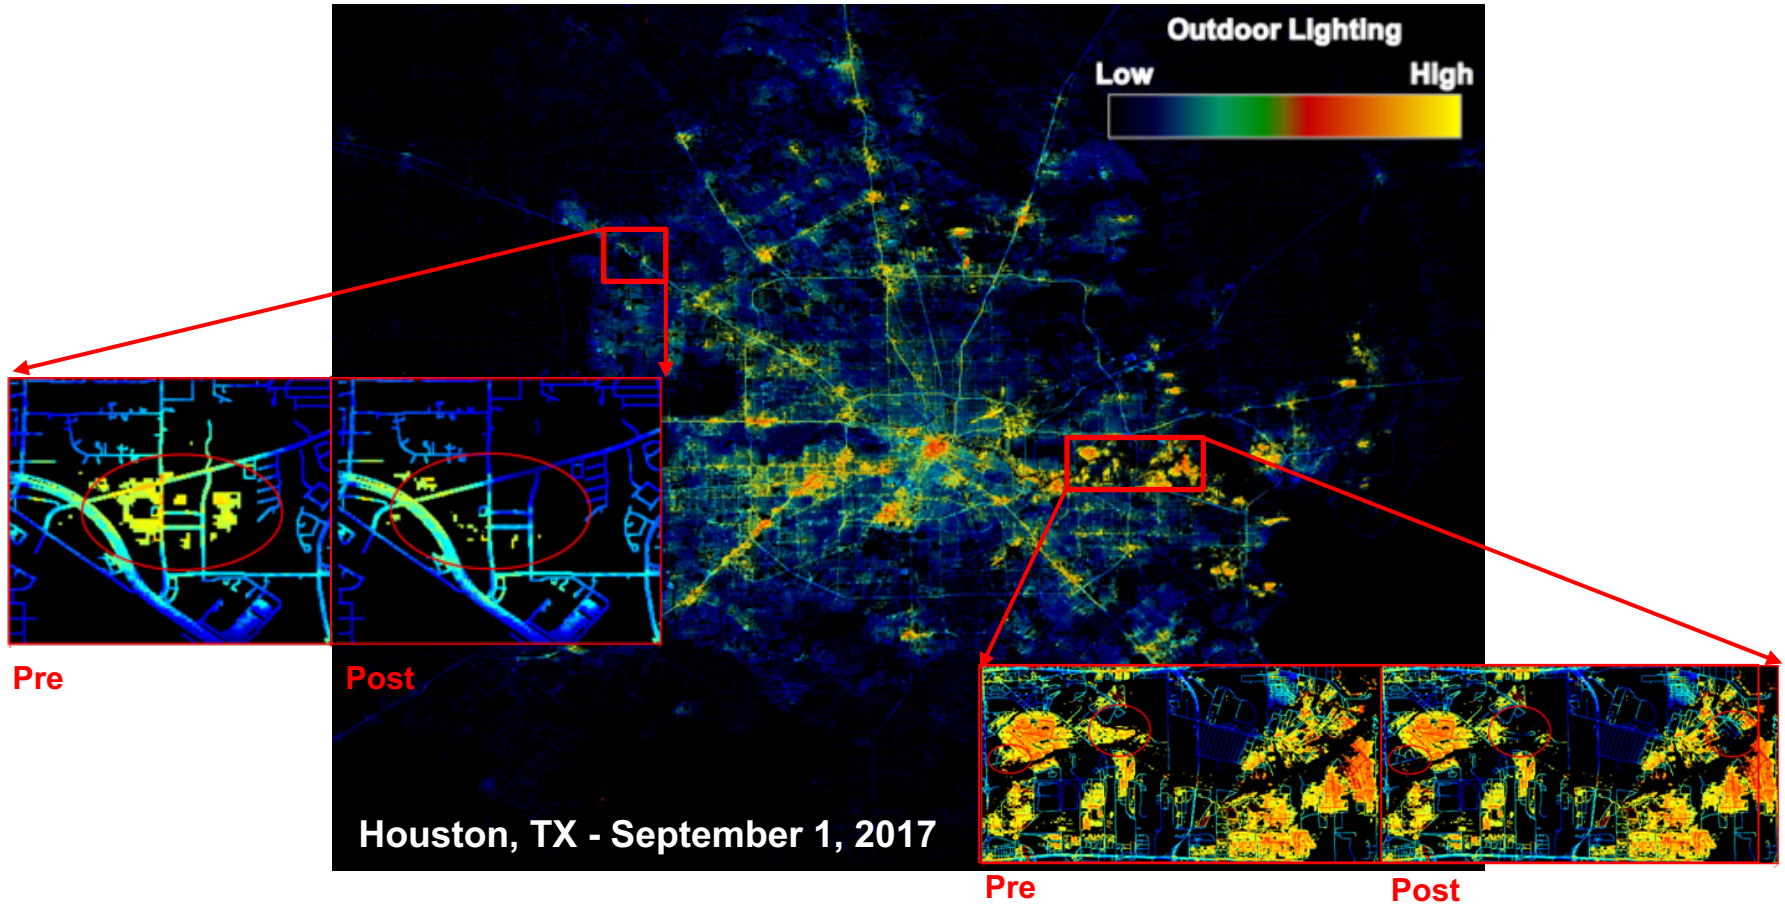 Outdoor Lighting
Low High
Pre Post
Houston, TX - September 1, 2017
Pre Post